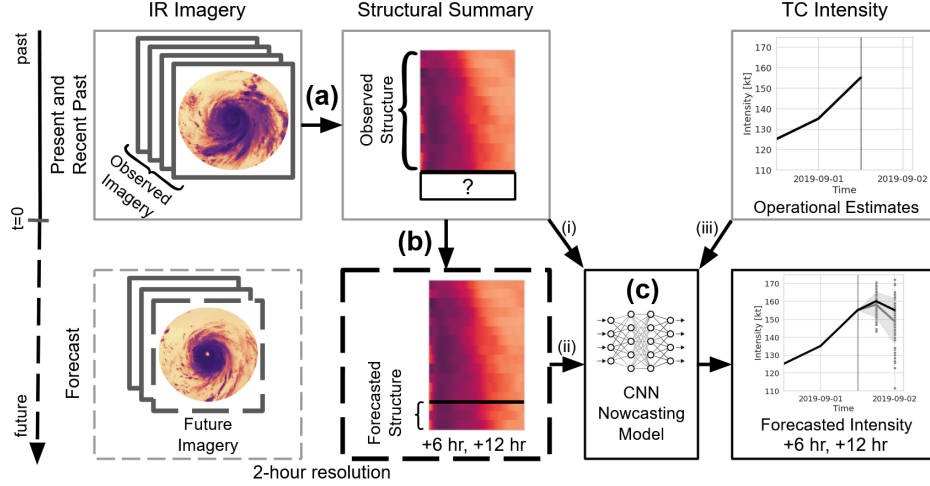 IR Imagery
Structural Summary
TC Intensity
past
t=0
future
Present and
Recent Past
Observed
Imagery
(a)
Observed
Structure
?
170
160
150
140
130
120
110
Intensity [kt]
2019-09-01
2019-09-02
Time
Operational Estimates
(b)
(i)
(iii)
Forecast
Future
Imagery
2-hour resolution
Forecasted
Structure
+6 hr, +12 hr
(ii)
(c)
CNN
Nowcasting
Model
170
160
150
140
130
120
110
Intensity [kt]
2019-09-01
2019-09-02
Time
Forecasted Intensity
+6 hr, +12 hr